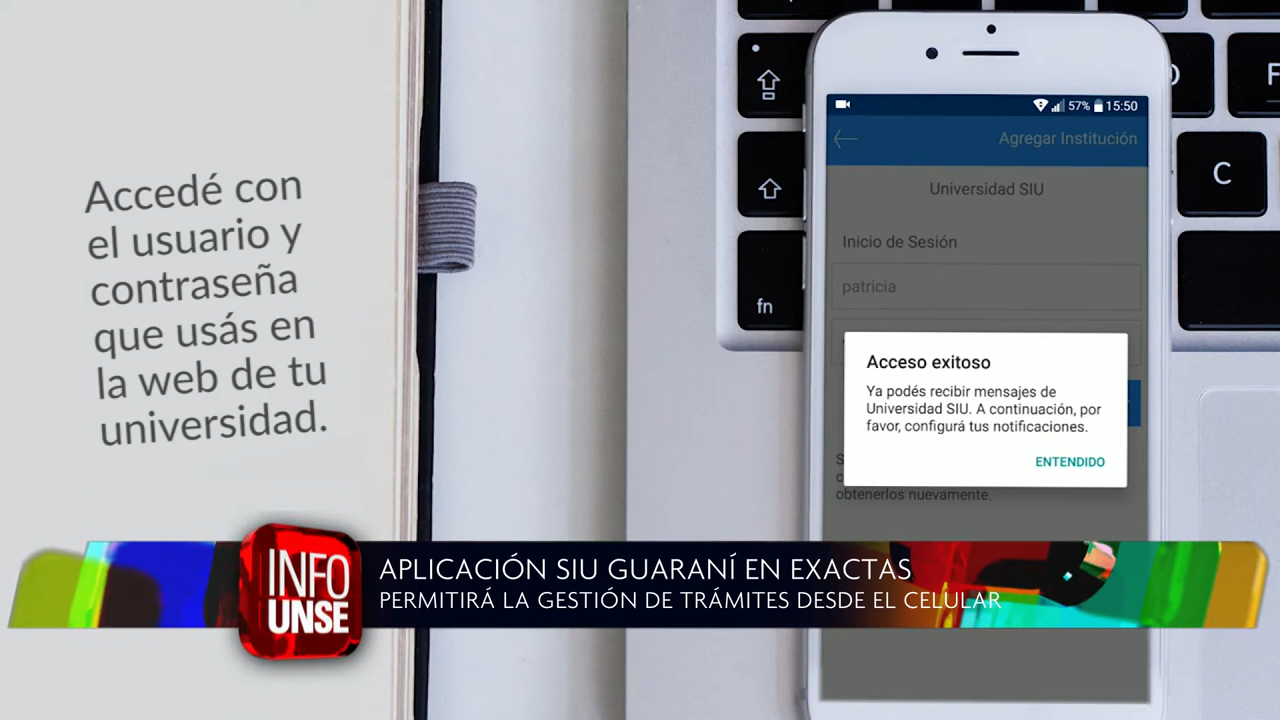 Accedé con
el usuario y
contraseña
que usás en
la web de tu
universidad.
57% 15:50
Agregar Institución
Universidad SIU
Inicio de Sesión
patricia
Acceso exitoso
Ya podés recibir mensajes de
Universidad SIU. A continuación, por
favor, configurá tus notificaciones.
ENTENDIDO
obtenerlos nuevamente.
fn
C
F
INFO
UNSE
APLICACIÓN SIU GUARANÍ EN EXACTAS
PERMITIRÁ LA GESTIÓN DE TRÁMITES DESDE EL CELULAR